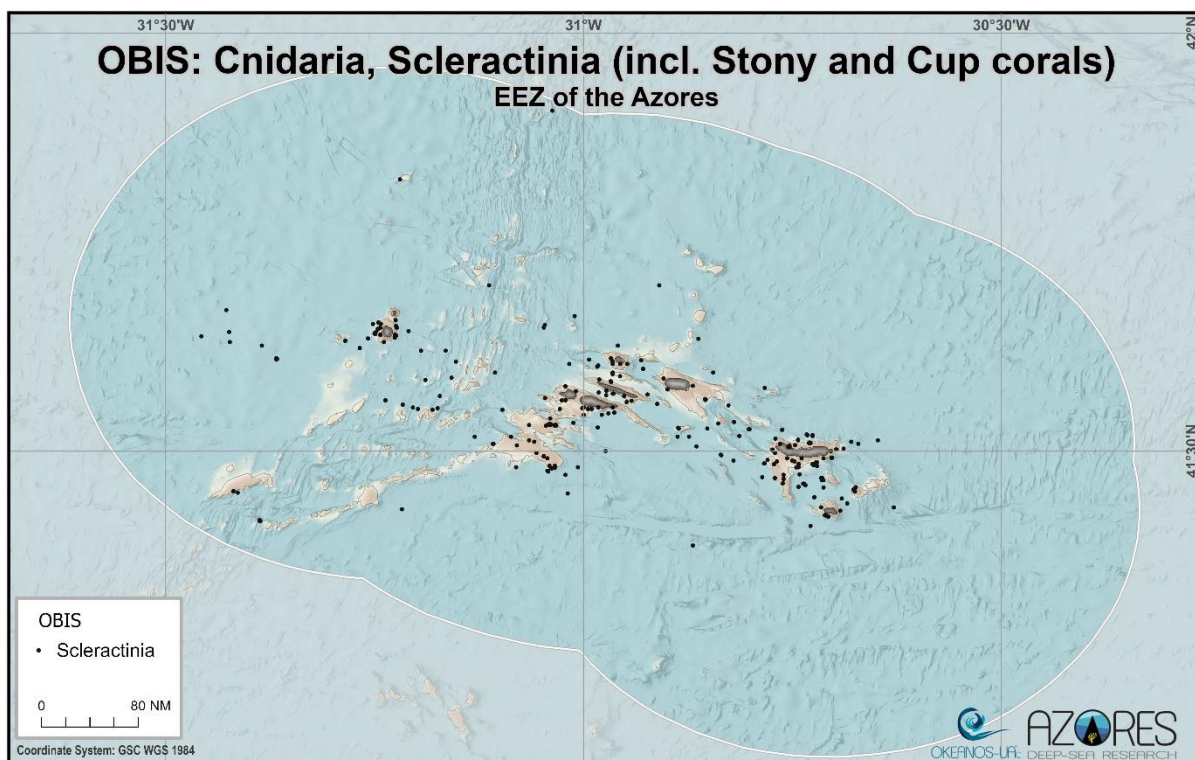 31°30'W 31°W 30°30'W
42°N
OBIS: Cnidaria, Scleractinia (incl. Stony and Cup corals)
EEZ of the Azores
41°30'N
OBIS
Scleractinia
0 80 NM
Coordinate System: GSC WGS 1984
OKEANOS-UAc
AZORES
DEEP-SEA RESEARCH